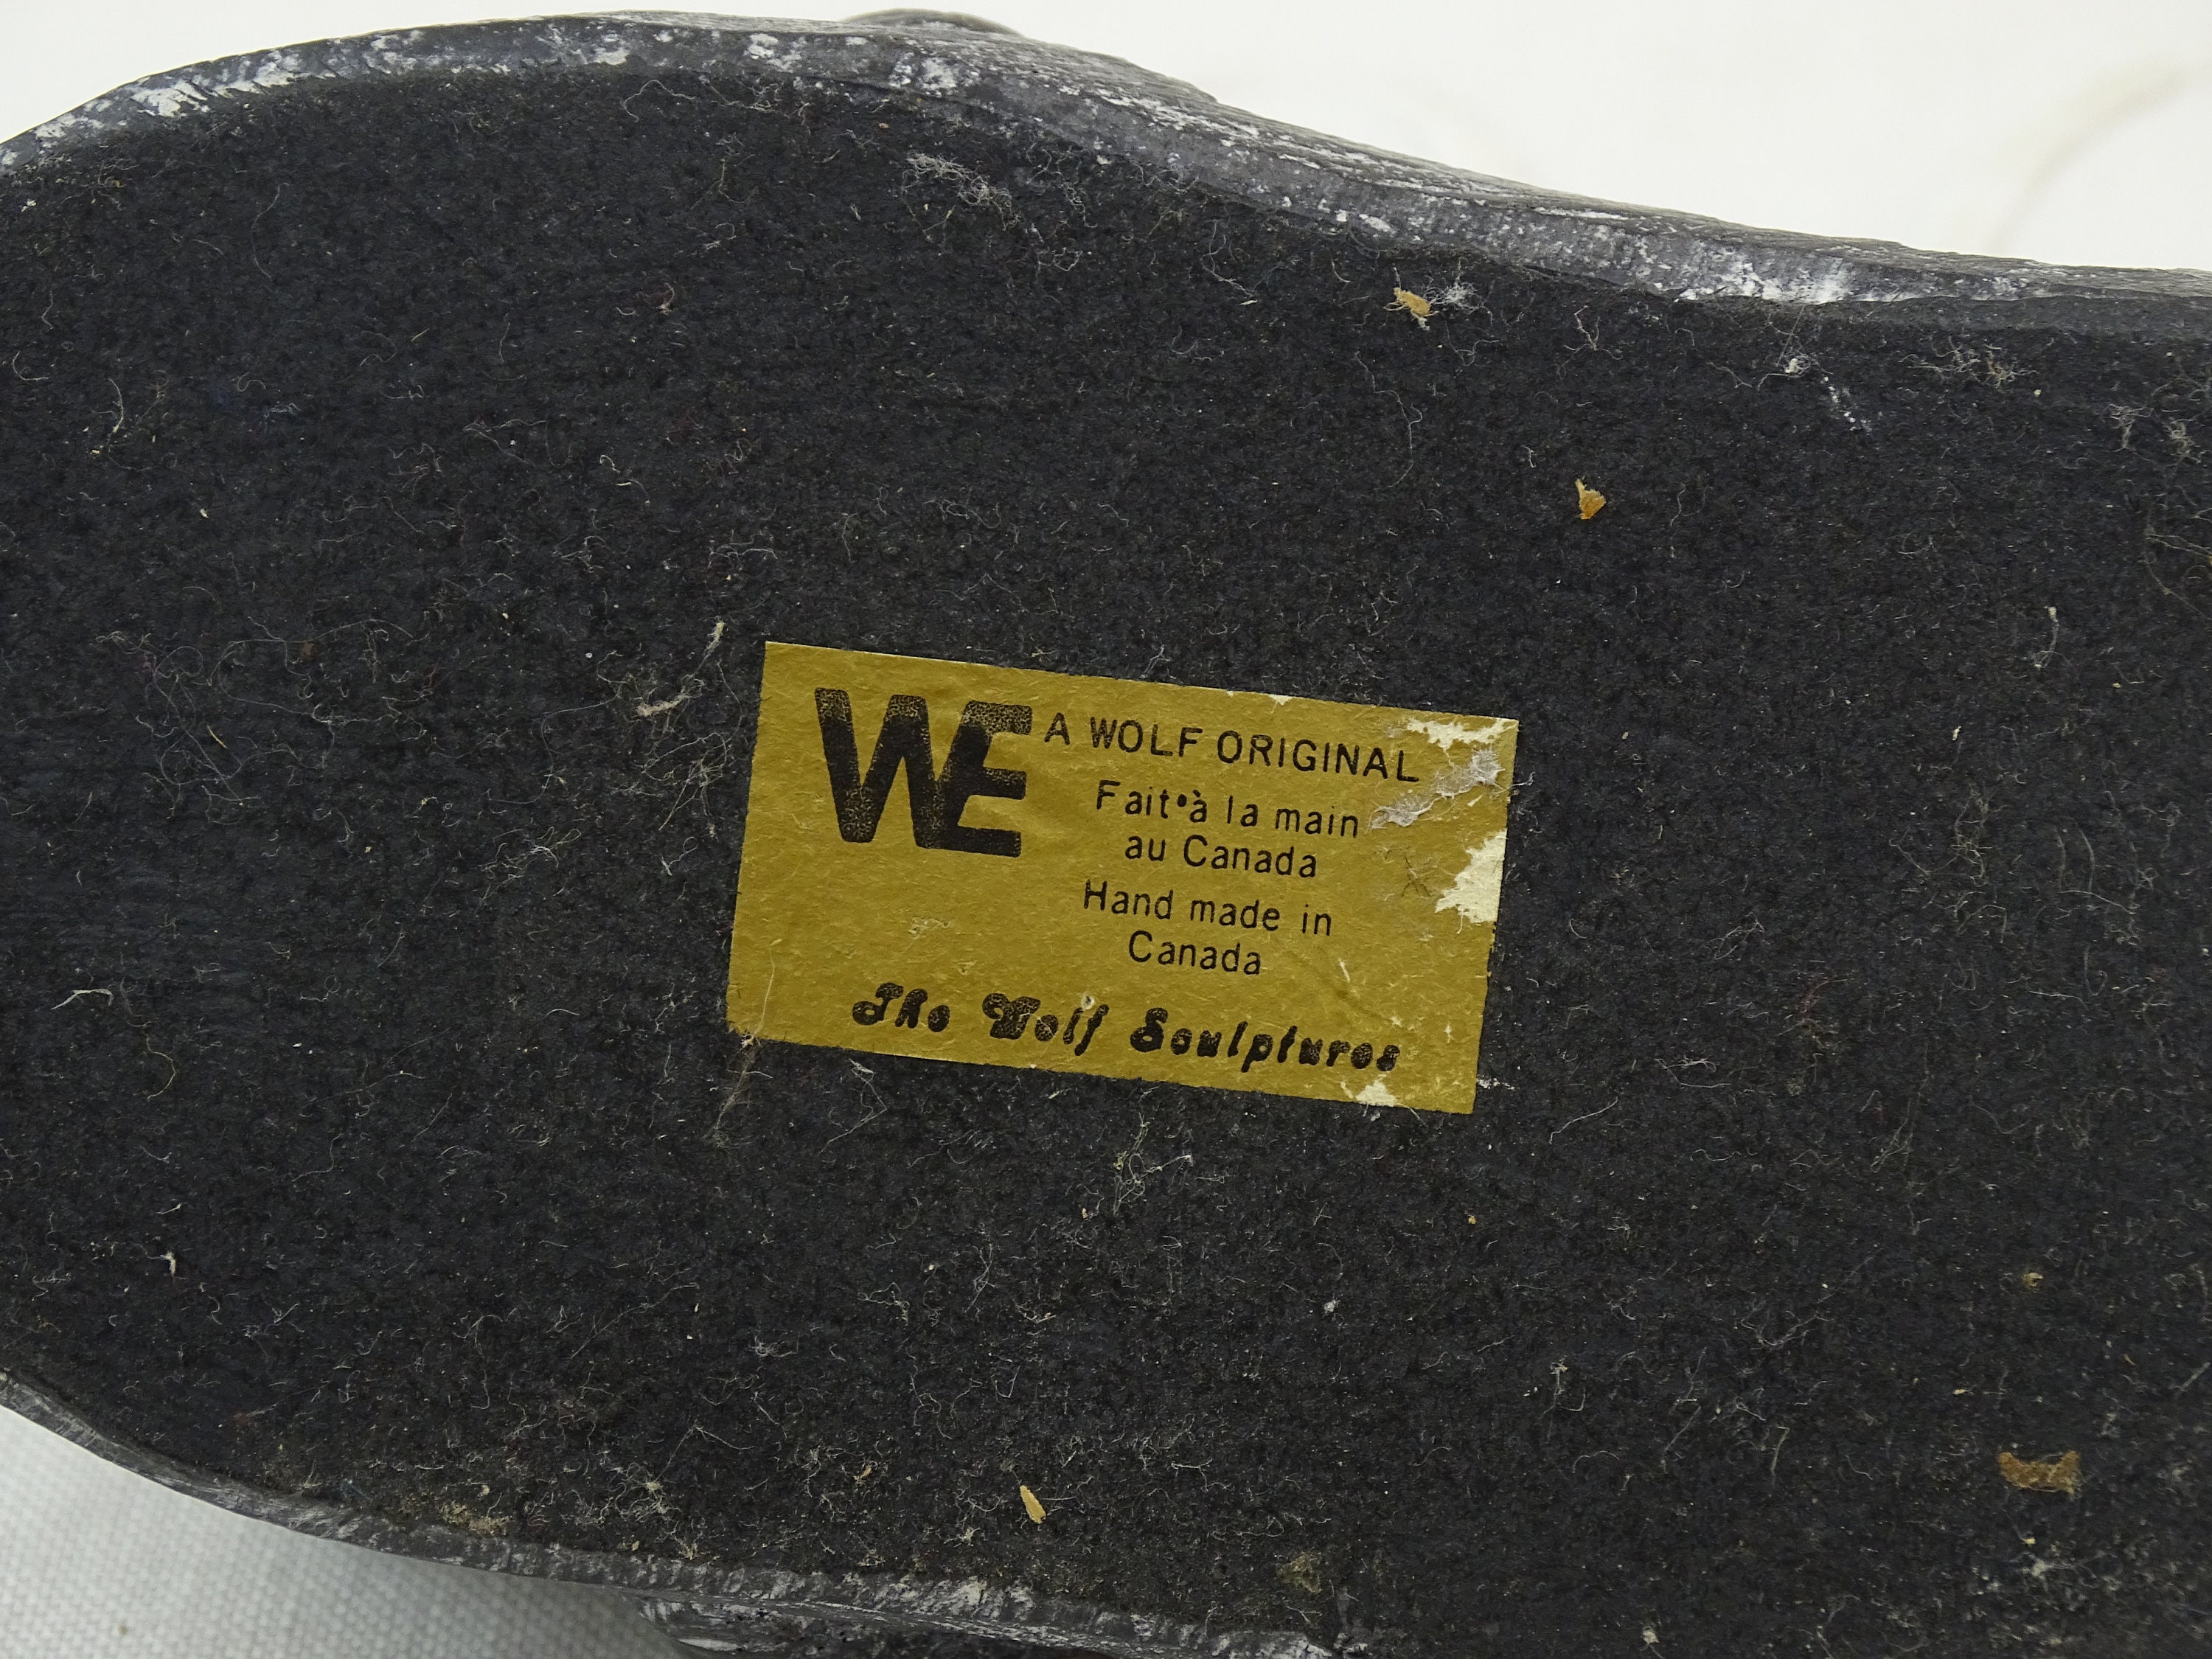 WE A WOLF ORIGINAL
Fait•à la main
au Canada
Hand made in
Canada
The Wolf Sculptures